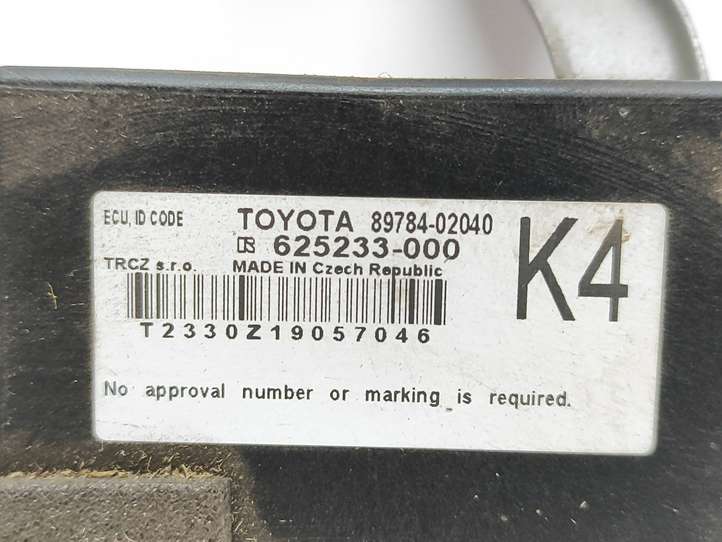 ECU, ID CODE TOYOTA 89784-02040
625233-000
K4
TRCZ s.r.o. MADE IN Czech Republic
T2330Z19057046
No approval number or marking is required.